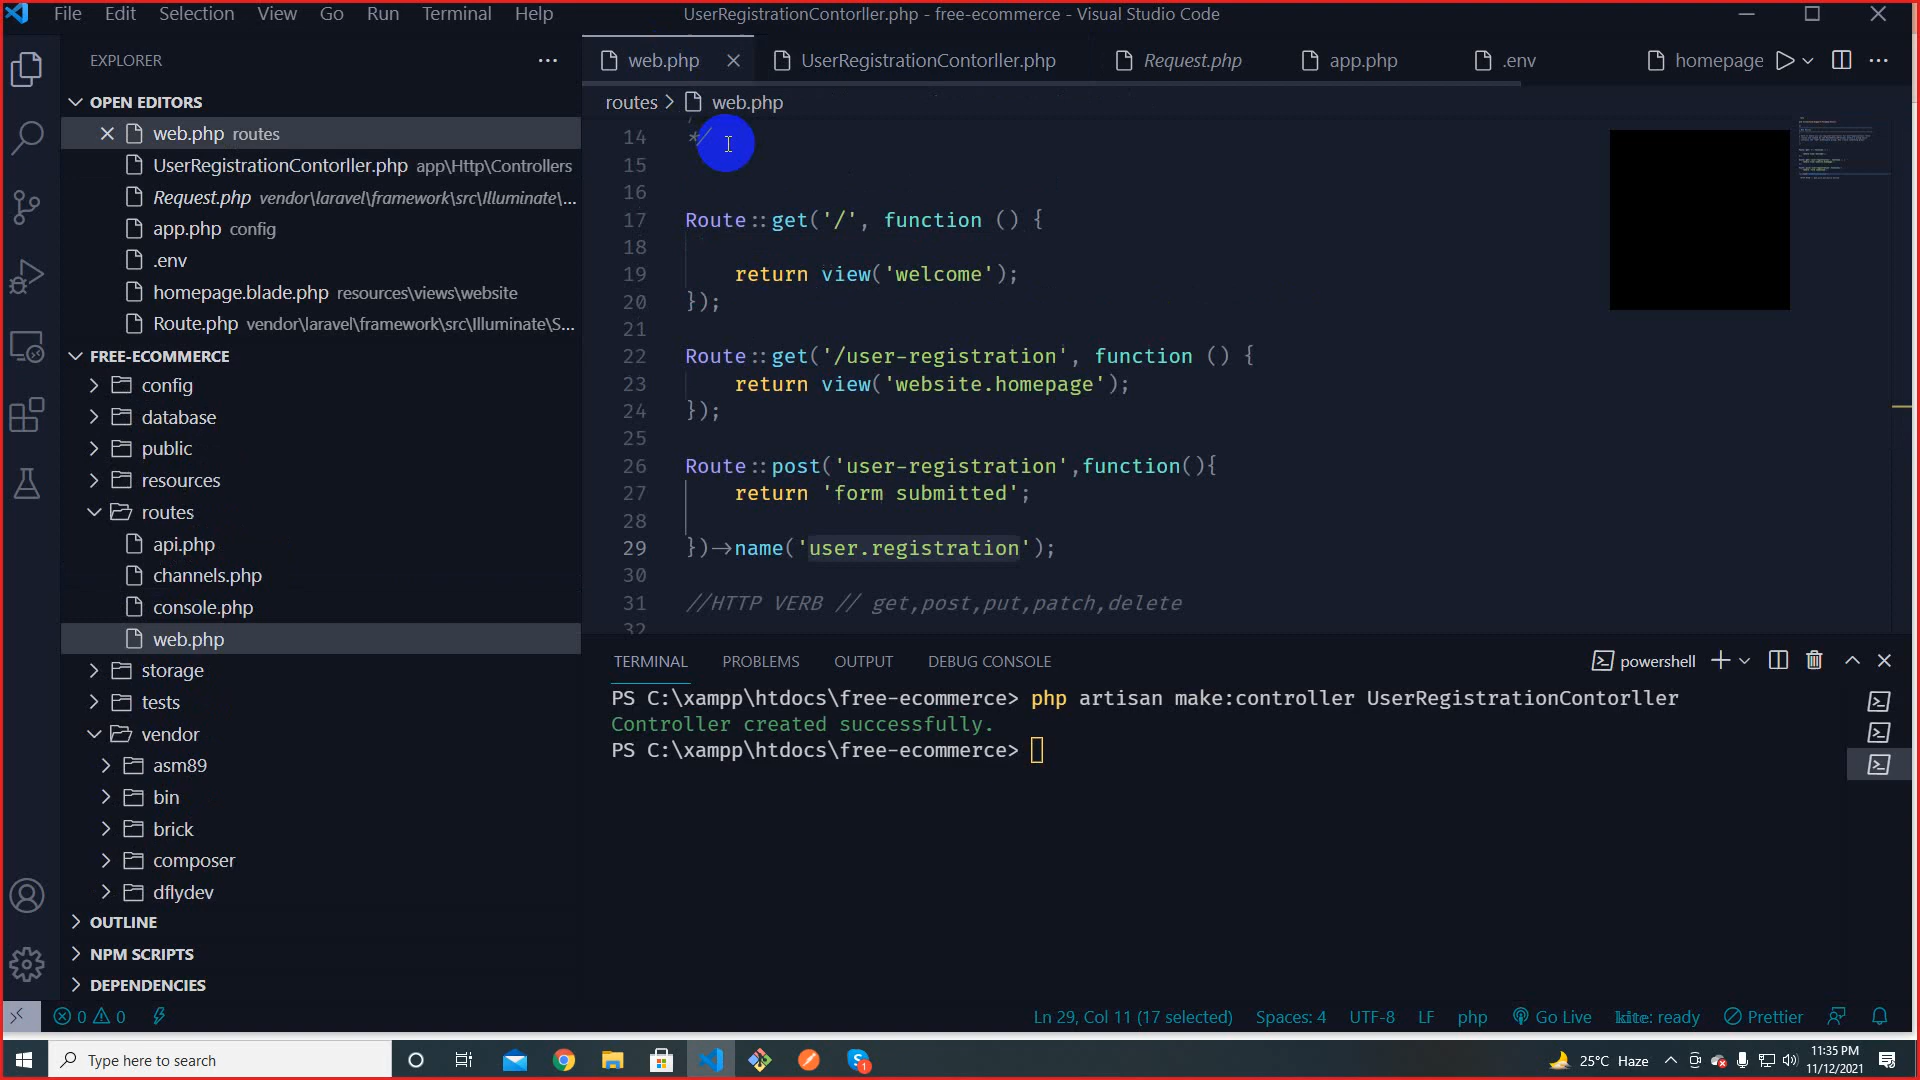 File Edit Selection View Go Run Terminal Help UserRegistrationContorller.php - free-ecommerce - Visual Studio Code
EXPLORER
web.php UserRegistrationContorller.php Request.php app.php .env homepage
OPEN EDITORS
web.php routes
UserRegistrationContorller.php app\Http\Controllers
Request.php vendor\laravel\framework\src\Illuminate\...
app.php config
.env
homepage.blade.php resources\views\website
Route.php vendor\laravel\framework\src\Illuminate\S...
FREE-ECOMMERCE
config
database
public
resources
routes
api.php
channels.php
console.php
web.php
storage
tests
vendor
asm89
bin
brick
composer
dflydev
OUTLINE
NPM SCRIPTS
DEPENDENCIES
routes > web.php
14 */
15
16
17 Route::get('/', function () {
18
19 return view('welcome');
20 });
21
22 Route::get('/user-registration', function () {
23 return view('website.homepage');
24 });
25
26 Route::post('user-registration',function(){
27 return 'form submitted';
28
29 })->name('user.registration');
30
31 //HTTP VERB // get,post,put,patch,delete
32
TERMINAL PROBLEMS OUTPUT DEBUG CONSOLE powershell
PS C:\xampp\htdocs\free-ecommerce> php artisan make:controller UserRegistrationContorller
Controller created successfully.
PS C:\xampp\htdocs\free-ecommerce>
0 0 Ln 29, Col 11 (17 selected) Spaces: 4 UTF-8 LF php Go Live kite: ready Prettier
Type here to search 1 25°C Haze 11:35 PM
11/12/2021